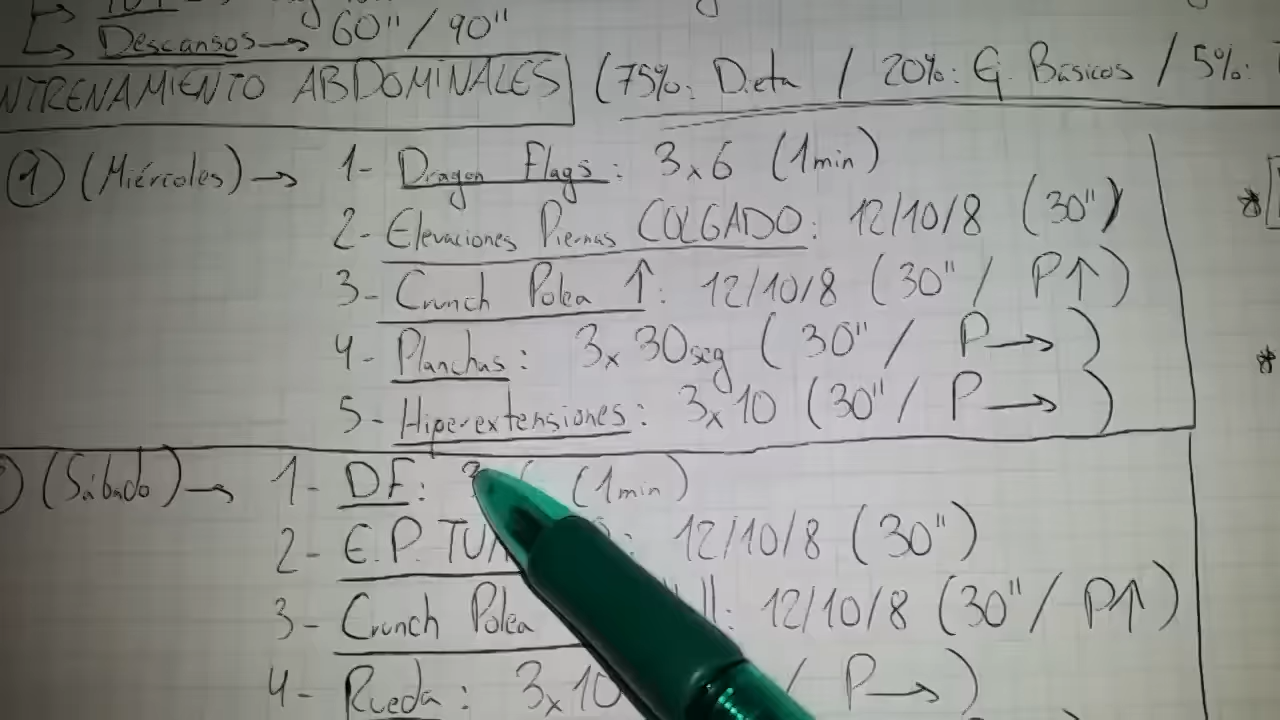 Descansos → 60" / 90"
ENTRENAMIENTO ABDOMINALES (75%: Dieta / 20%: G. Básicos / 5%:
1 (Miércoles) → 1- Dragon Flags: 3x6 (1min)
2- Elevaciones Piernas COLGADO: 12/10/8 (30")
3- Crunch Polea ↑: 12/10/8 (30" / P↑)
4- Planchas: 3x30seg (30" / P→)
5- Hiperextensiones: 3x10 (30" / P→)
(Sábado) → 1- DF: (1min)
2- E.P. : 12/10/8 (30")
3- Crunch Polea : 12/10/8 (30" / P↑)
4- Rueda: 3x10 / P→)